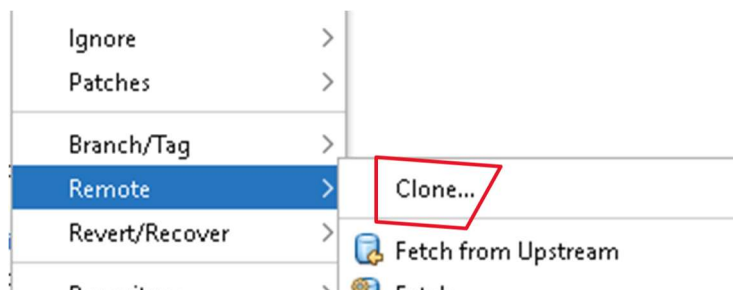 Ignore
Patches
Branch/Tag
Remote
Clone...
Revert/Recover
Fetch from Upstream